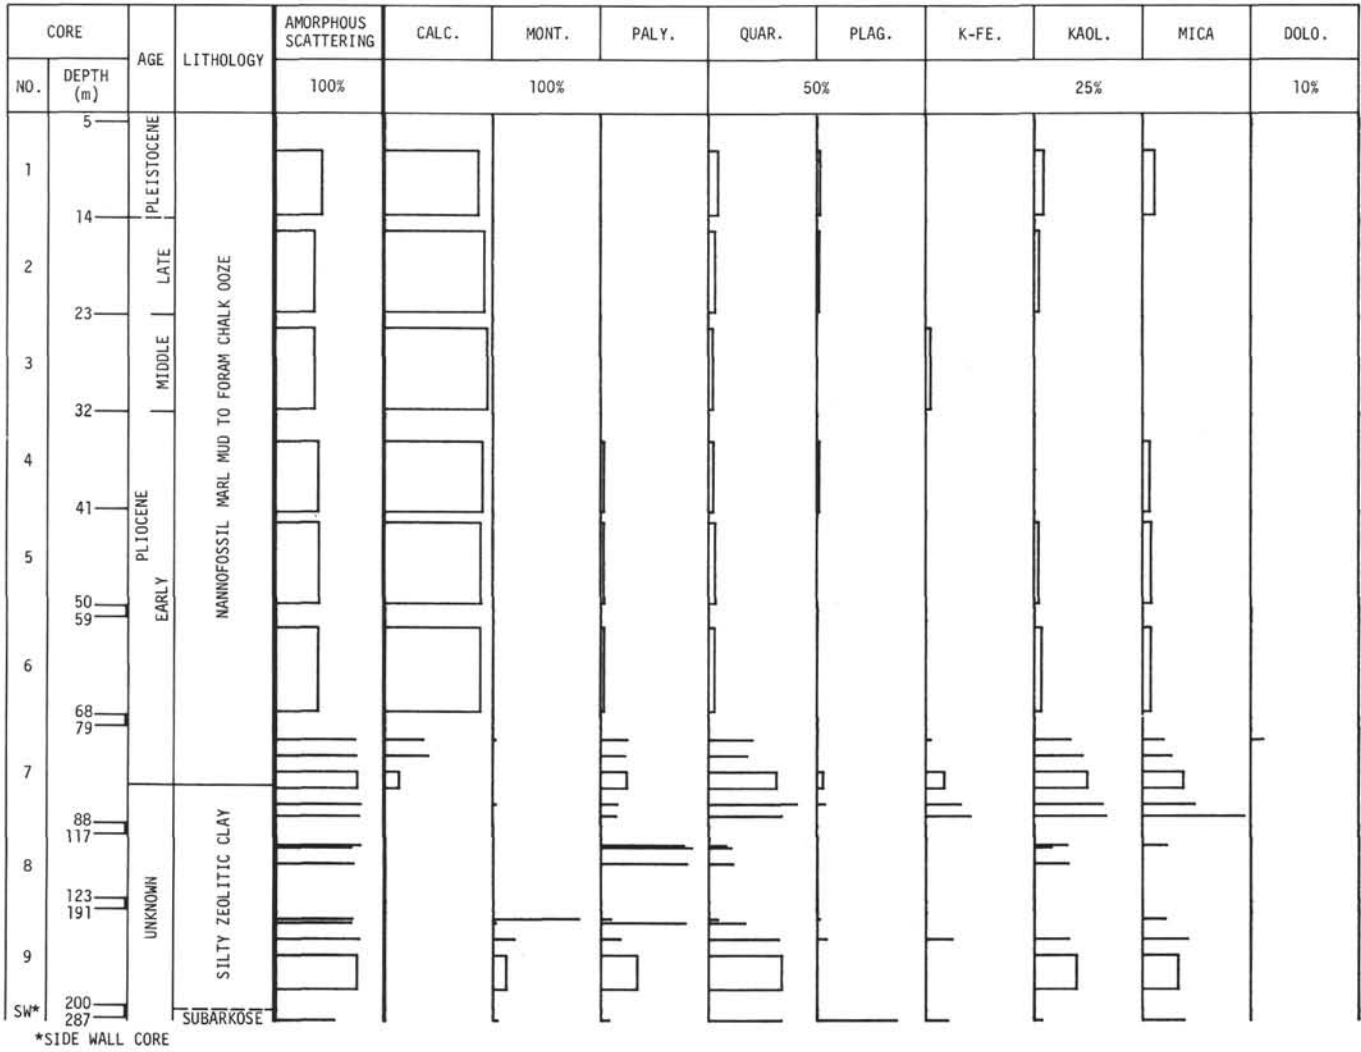 CORE
AGE
LITHOLOGY
AMORPHOUS
SCATTERING
CALC.
MONT.
PALY.
QUAR.
PLAG.
K-FE.
KAOL.
MICA
DOLO.
NO.
DEPTH
(m)
100%
100%
50%
25%
10%
5
1
14
2
23
3
32
4
41
5
50
59
6
68
79
7
88
117
8
123
191
9
200
SW*
287
PLEISTOCENE
LATE
MIDDLE
PLIOCENE
EARLY
UNKNOWN
NANNOFOSSIL MARL MUD TO FORAM CHALK OOZE
SILTY ZEOLITIC CLAY
SUBARKOSE
*SIDE WALL CORE